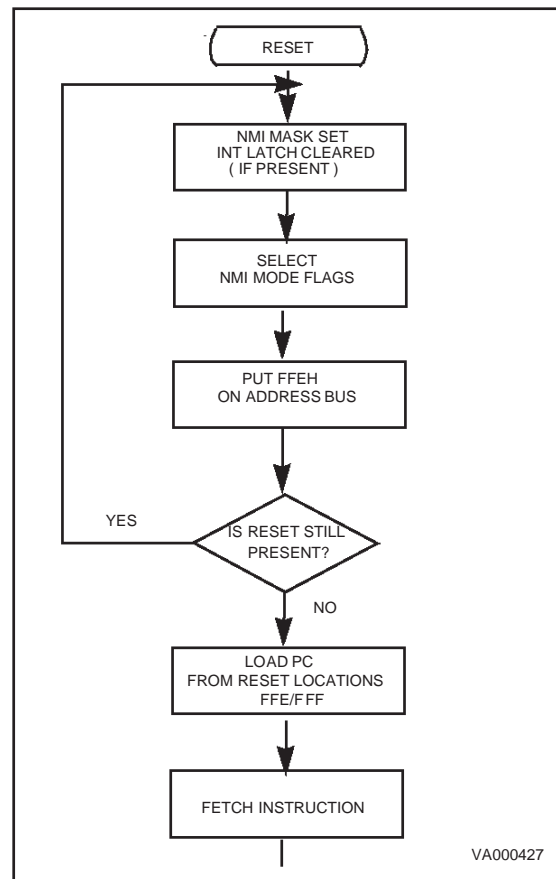 RESET
NMI MASK SET
INT LATCH CLEARED
( IF PRESENT )
SELECT
NMI MODE FLAGS
PUT FFEH
ON ADDRESS BUS
IS RESET STILL
PRESENT?
YES
NO
LOAD PC
FROM RESET LOCATIONS
FFE/FFF
FETCH INSTRUCTION
VA000427